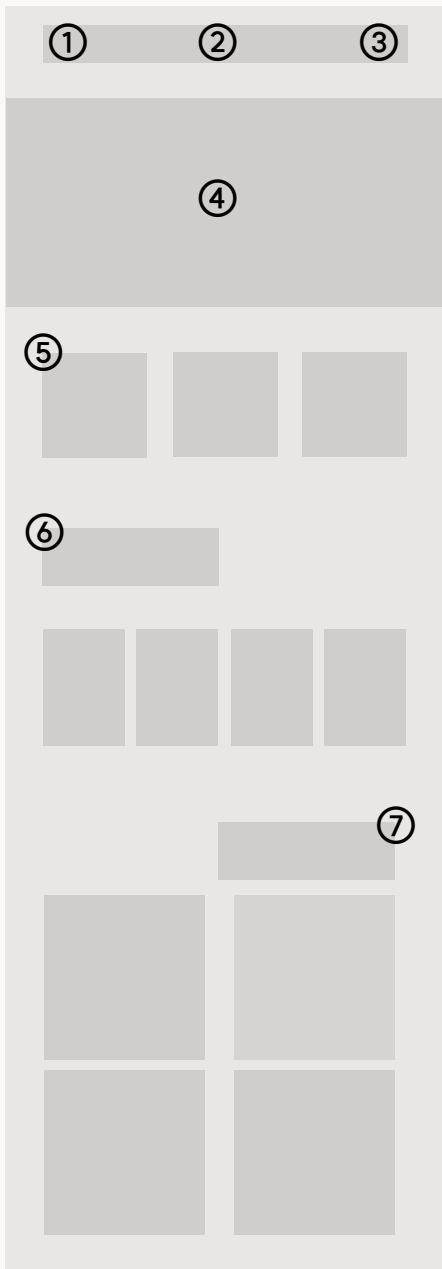 ① ② ③
④
⑤
⑥
⑦